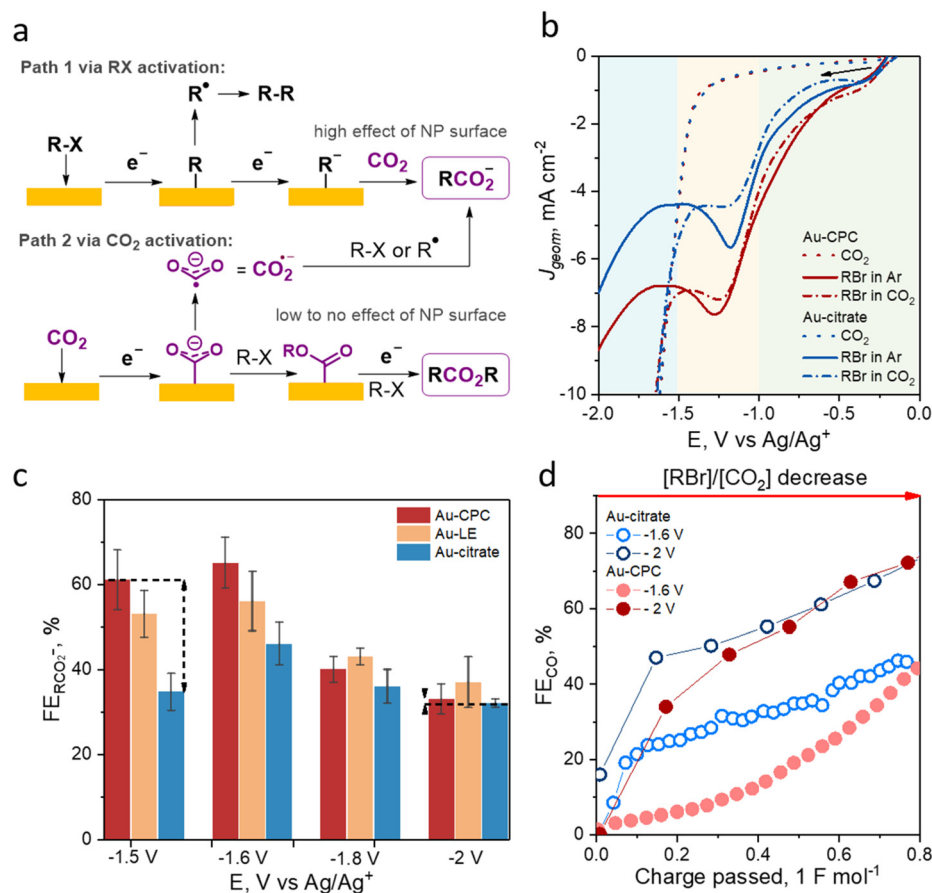 a
Path 1 via RX activation:
R• → R-R
high effect of NP surface
R-X
e⁻
R
e⁻
R⁻
CO₂
RCO₂⁻
Path 2 via CO₂ activation:
R-X or R•
O O = CO₂•⁻
low to no effect of NP surface
CO₂
e⁻
O O
R-X
RO O
e⁻
R-X
RCO₂R
b
J_geom, mA cm⁻²
0
-2
-4
-6
-8
-10
-2.0 -1.5 -1.0 -0.5 0.0
E, V vs Ag/Ag⁺
Au-CPC
CO₂
RBr in Ar
RBr in CO₂
Au-citrate
CO₂
RBr in Ar
RBr in CO₂
c
FE_RCO₂⁻, %
80
60
40
20
0
Au-CPC
Au-LE
Au-citrate
-1.5 V -1.6 V -1.8 V -2 V
E, V vs Ag/Ag⁺
d
[RBr]/[CO₂] decrease
FE_CO, %
80
60
40
20
0
Au-citrate
-1.6 V
-2 V
Au-CPC
-1.6 V
-2 V
0.0 0.2 0.4 0.6 0.8
Charge passed, 1 F mol⁻¹